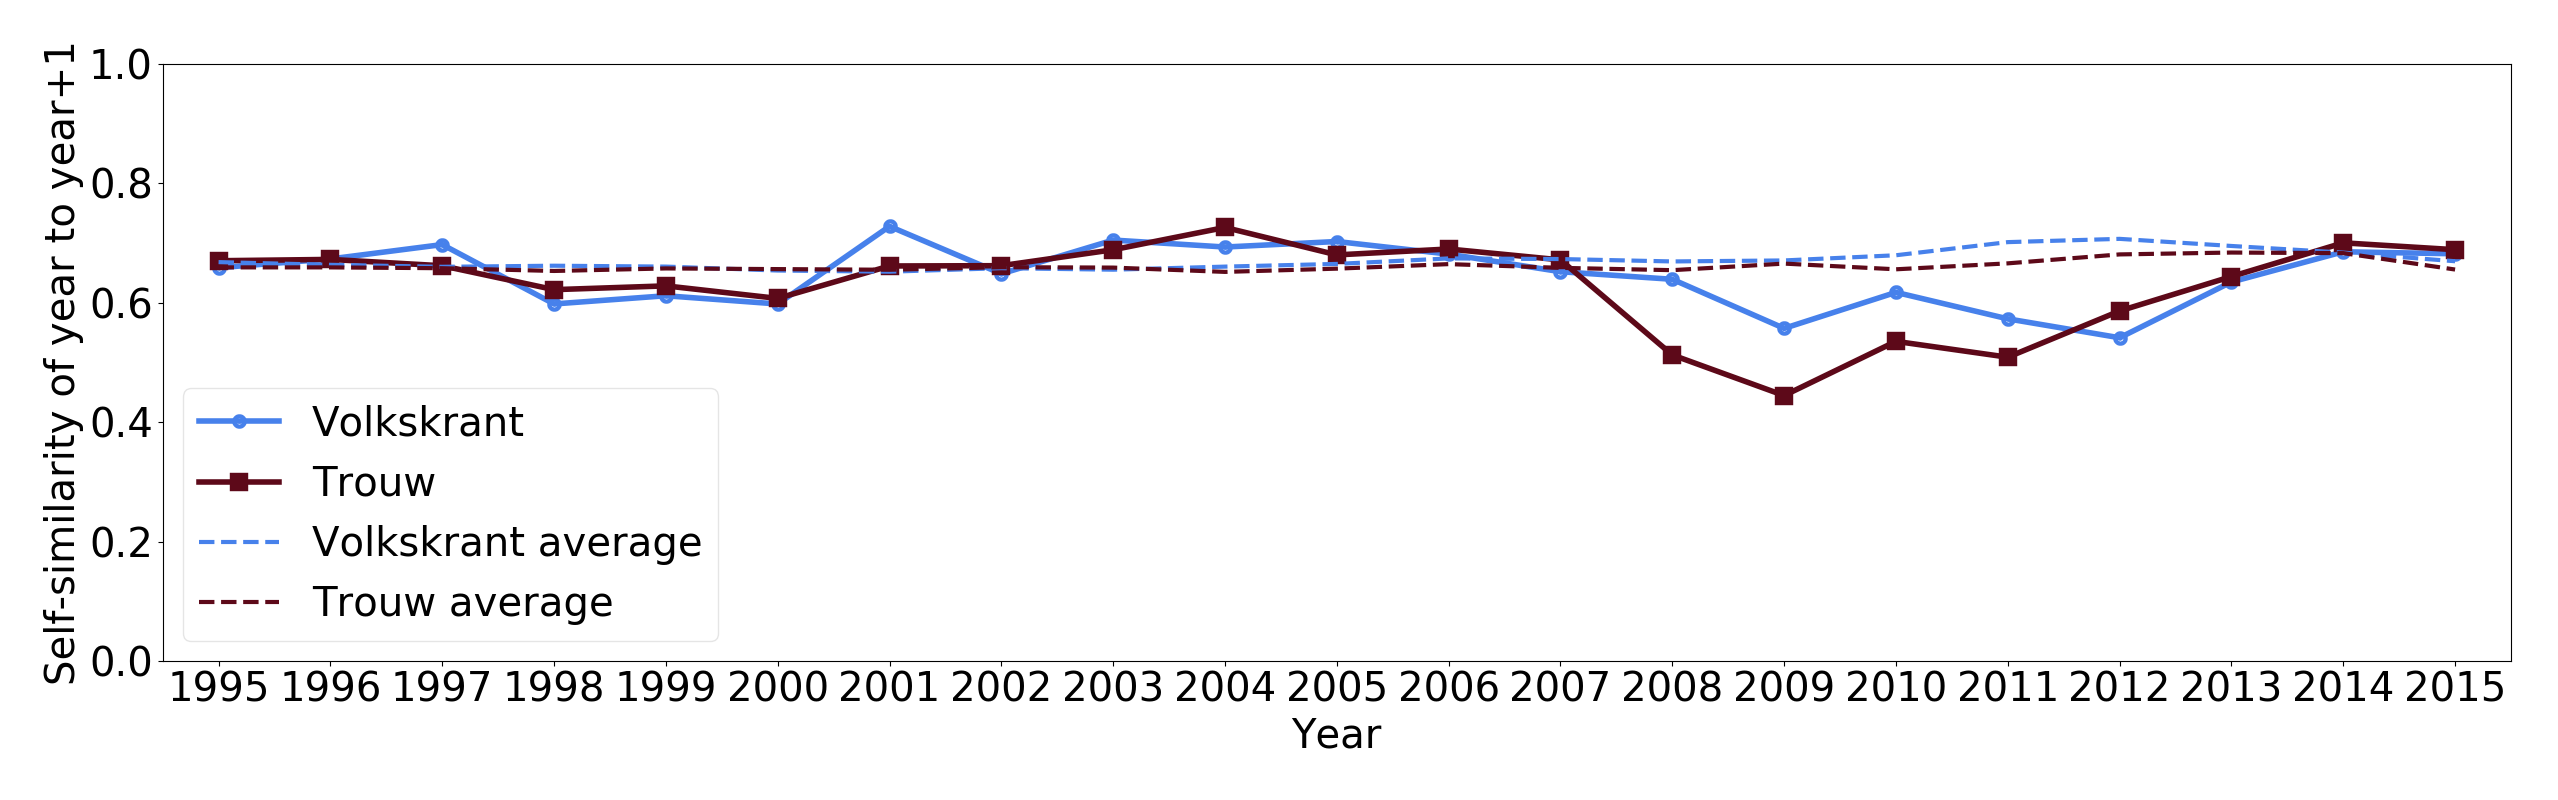 Self-similarity of year to year+1
1.0
0.8
0.6
0.4
0.2
0.0
Volkskrant
Trouw
Volkskrant average
Trouw average
1995 1996 1997 1998 1999 2000 2001 2002 2003 2004 2005 2006 2007 2008 2009 2010 2011 2012 2013 2014 2015
Year